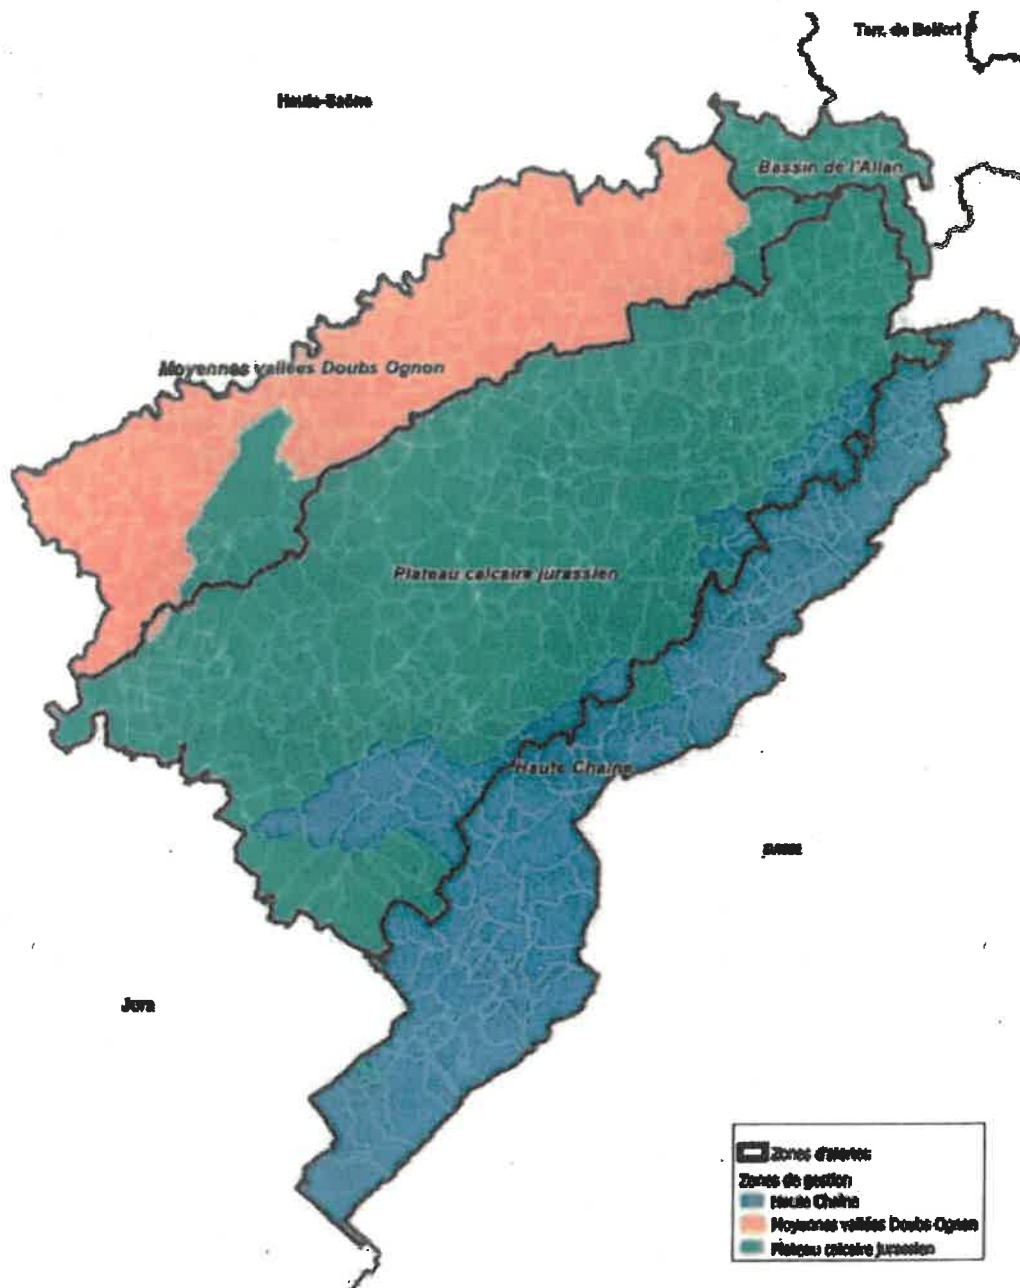 Terr. de Belfort
Haute-Saône
Bassin de l'Allan
Moyennes vallées Doubs Ognon
Plateau calcaire jurassien
Haute Chaine
Jura
Zones d'alertes
Zones de gestion
Haute Chaîne
Moyennes vallées Doubs Ognon
Plateau calcaire jurassien